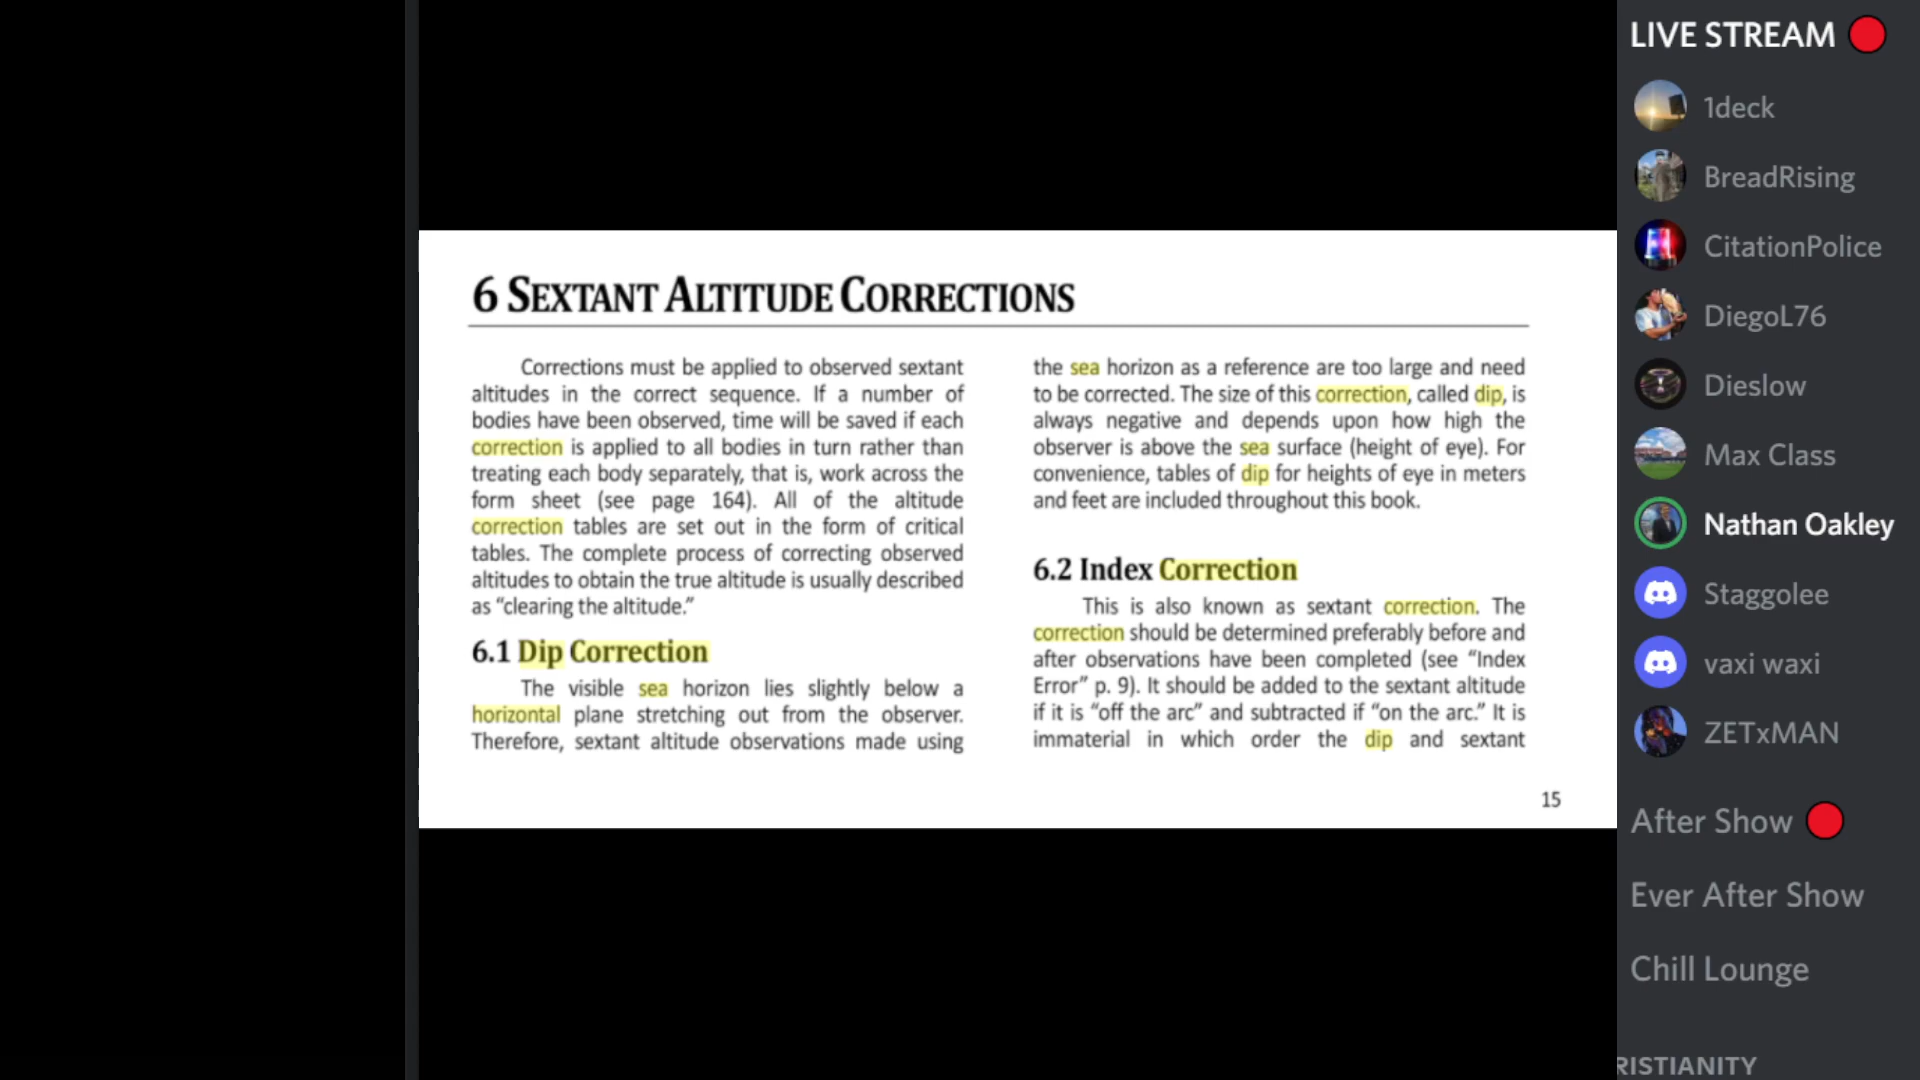 6 SEXTANT ALTITUDE CORRECTIONS
Corrections must be applied to observed sextant
altitudes in the correct sequence. If a number of
bodies have been observed, time will be saved if each
correction is applied to all bodies in turn rather than
treating each body separately, that is, work across the
form sheet (see page 164). All of the altitude
correction tables are set out in the form of critical
tables. The complete process of correcting observed
altitudes to obtain the true altitude is usually described
as “clearing the altitude.”
6.1 Dip Correction
The visible sea horizon lies slightly below a
horizontal plane stretching out from the observer.
Therefore, sextant altitude observations made using
the sea horizon as a reference are too large and need
to be corrected. The size of this correction, called dip, is
always negative and depends upon how high the
observer is above the sea surface (height of eye). For
convenience, tables of dip for heights of eye in meters
and feet are included throughout this book.
6.2 Index Correction
This is also known as sextant correction. The
correction should be determined preferably before and
after observations have been completed (see “Index
Error” p. 9). It should be added to the sextant altitude
if it is “off the arc” and subtracted if “on the arc.” It is
immaterial in which order the dip and sextant
15
LIVE STREAM
1deck
BreadRising
CitationPolice
DiegoL76
Dieslow
Max Class
Nathan Oakley
Staggolee
vaxi waxi
ZETxMAN
After Show
Ever After Show
Chill Lounge
RISTIANITY